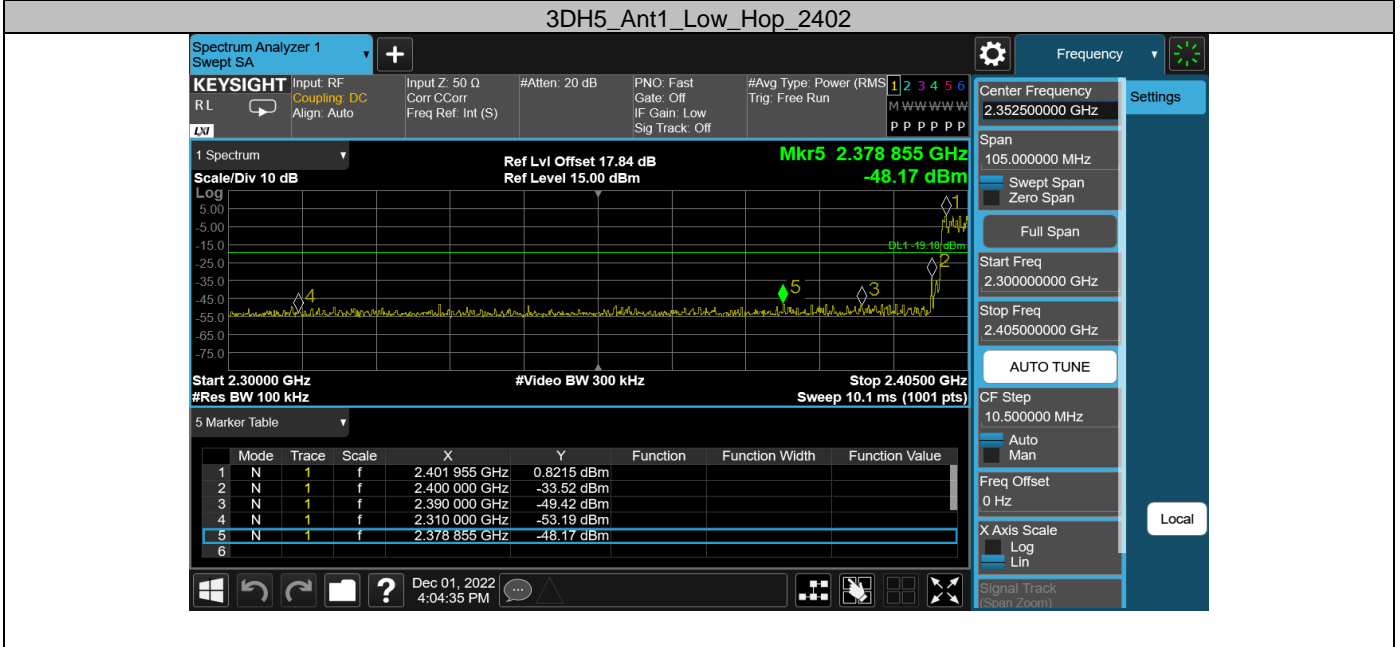 3DH5_Ant1_Low_Hop_2402
Spectrum Analyzer 1
Swept SA
+
Frequency
KEYSIGHT
RL
LXI
Input: RF
Coupling: DC
Align: Auto
Input Z: 50 Ω
Corr CCorr
Freq Ref: Int (S)
#Atten: 20 dB
PNO: Fast
Gate: Off
IF Gain: Low
Sig Track: Off
#Avg Type: Power (RMS
Trig: Free Run
1 2 3 4 5 6
M W W W W W
P P P P P P
1 Spectrum
Scale/Div 10 dB
Ref Lvl Offset 17.84 dB
Ref Level 15.00 dBm
Mkr5 2.378 855 GHz
-48.17 dBm
Log
5.00
-5.00
-15.0
-25.0
-35.0
-45.0
-55.0
-65.0
-75.0
1
DL1 -19.18 dBm
2
3
4
5
Start 2.30000 GHz
#Video BW 300 kHz
Stop 2.40500 GHz
#Res BW 100 kHz
Sweep 10.1 ms (1001 pts)
5 Marker Table
Mode Trace Scale X Y Function Function Width Function Value
1 N 1 f 2.401 955 GHz 0.8215 dBm
2 N 1 f 2.400 000 GHz -33.52 dBm
3 N 1 f 2.390 000 GHz -49.42 dBm
4 N 1 f 2.310 000 GHz -53.19 dBm
5 N 1 f 2.378 855 GHz -48.17 dBm
6
?
Dec 01, 2022
4:04:35 PM
Center Frequency
2.352500000 GHz
Span
105.000000 MHz
Swept Span
Zero Span
Full Span
Start Freq
2.300000000 GHz
Stop Freq
2.405000000 GHz
AUTO TUNE
CF Step
10.500000 MHz
Auto
Man
Freq Offset
0 Hz
X Axis Scale
Log
Lin
Signal Track
(Span Zoom)
Settings
Local